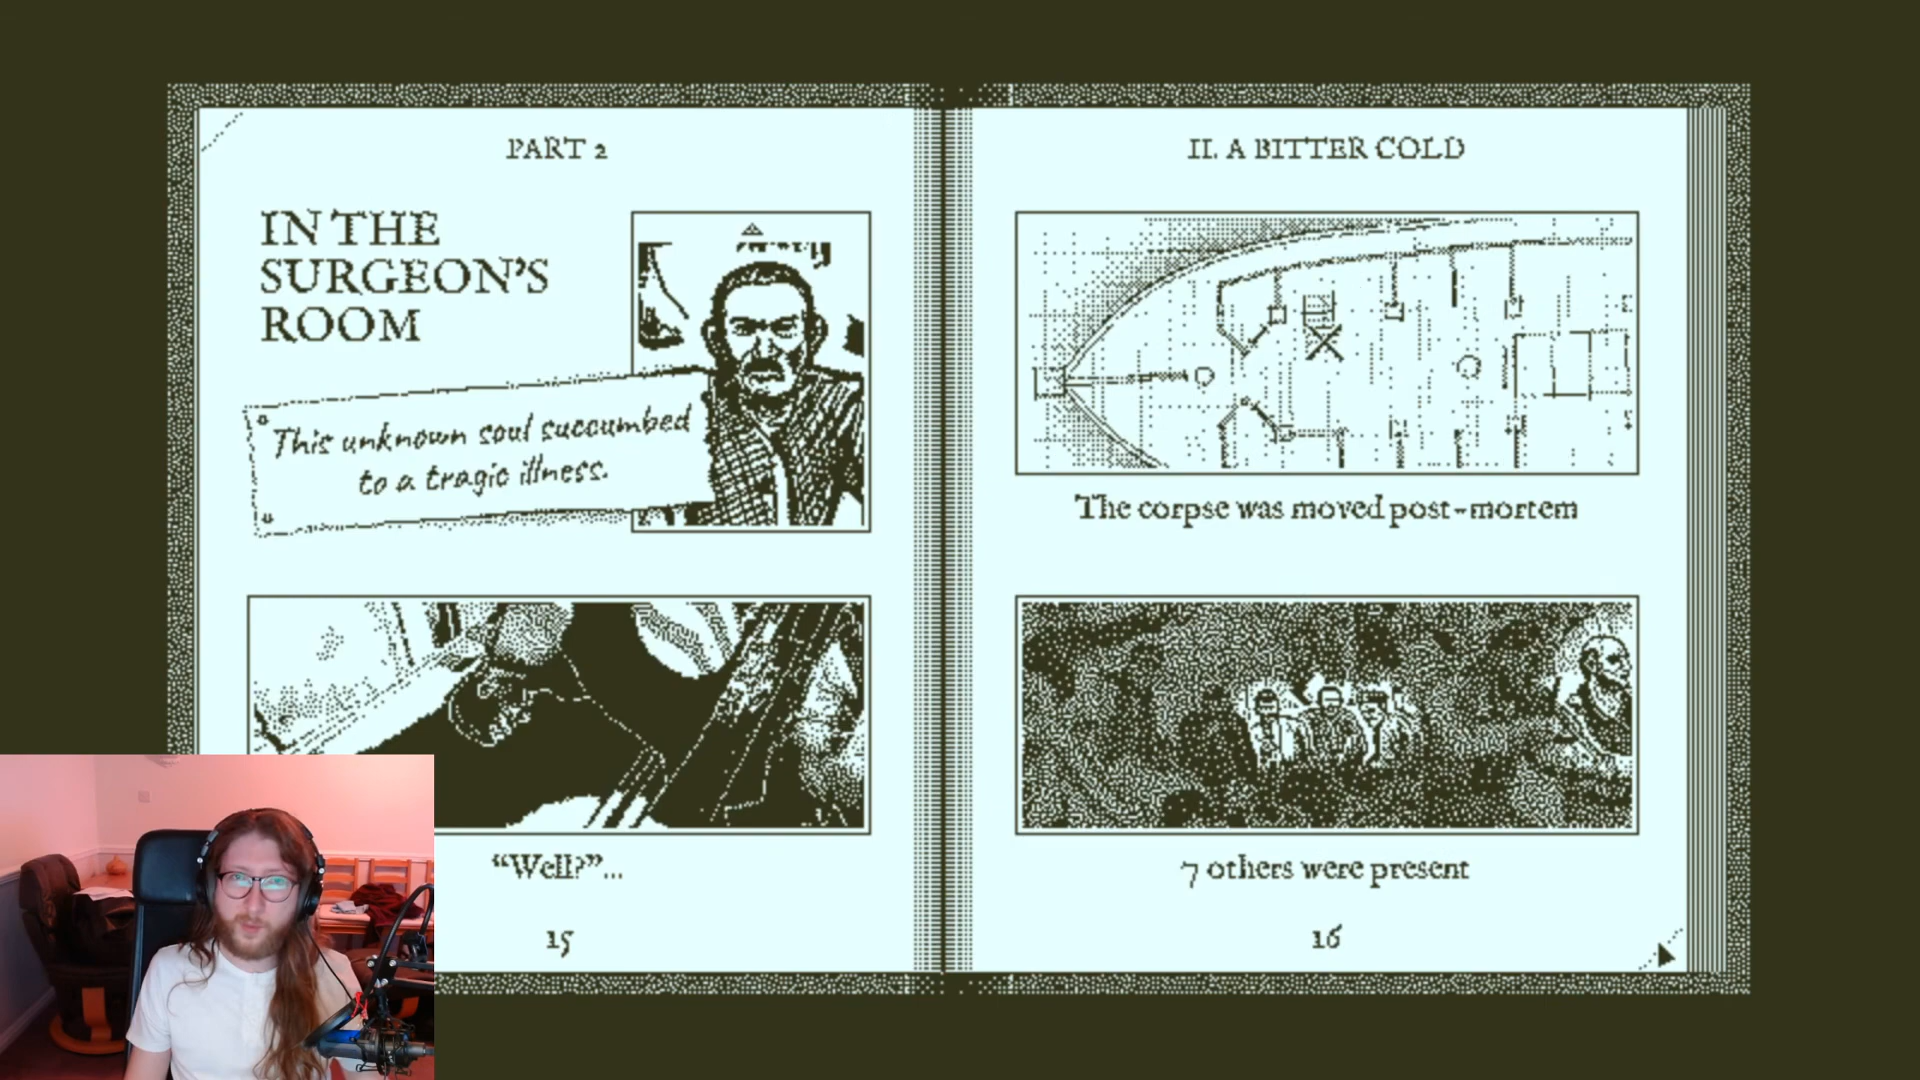 PART 2
IN THE
SURGEON'S
ROOM
This unknown soul succumbed
to a tragic illness.
"Well?"...
15
II. A BITTER COLD
The corpse was moved post-mortem
7 others were present
16